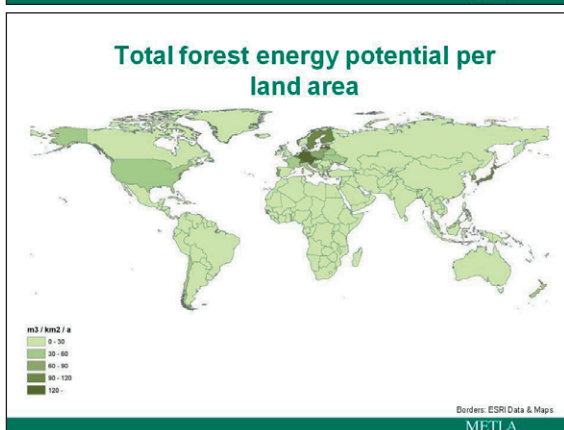 Total forest energy potential per
land area
m3 / km2 / a
0 - 30
30 - 60
60 - 90
90 - 120
120 -
Borders: ESRI Data & Maps
METLA